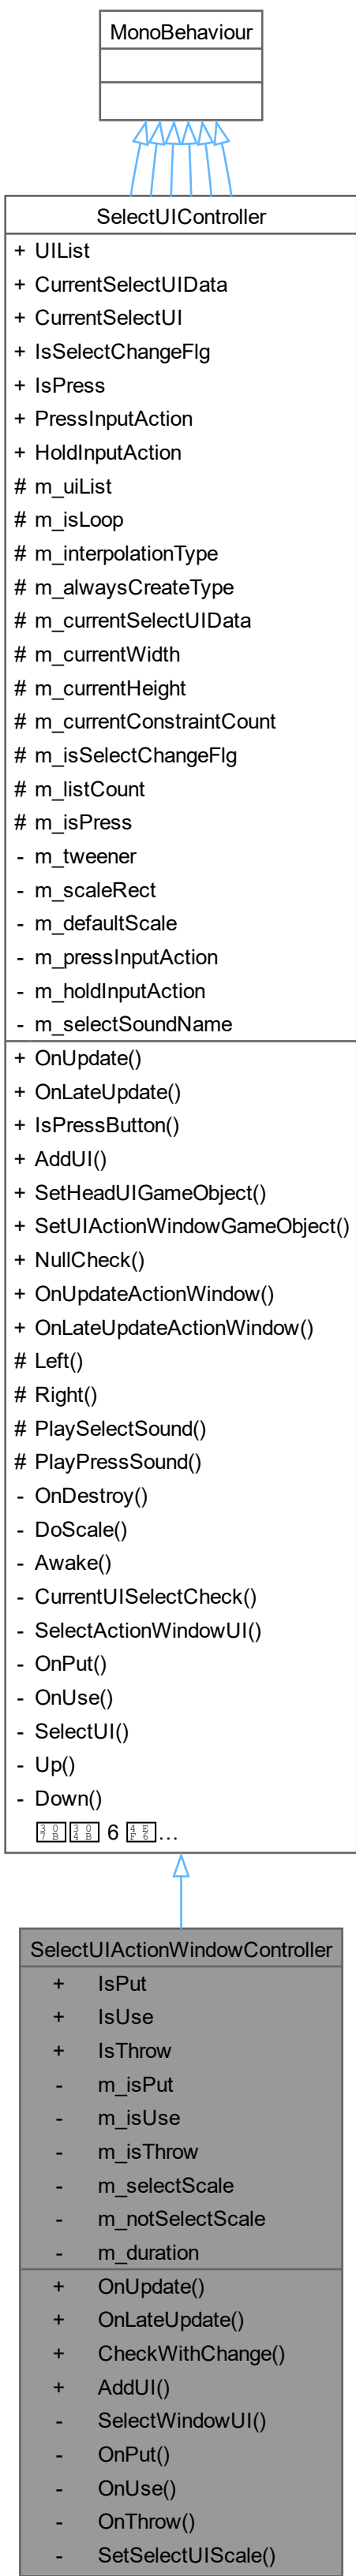 MonoBehaviour
SelectUIController
+ UIList
+ CurrentSelectUIData
+ CurrentSelectUI
+ IsSelectChangeFlg
+ IsPress
+ PressInputAction
+ HoldInputAction
# m_uiList
# m_isLoop
# m_interpolationType
# m_alwaysCreateType
# m_currentSelectUIData
# m_currentWidth
# m_currentHeight
# m_currentConstraintCount
# m_isSelectChangeFlg
# m_listCount
# m_isPress
- m_tweener
- m_scaleRect
- m_defaultScale
- m_pressInputAction
- m_holdInputAction
- m_selectSoundName
+ OnUpdate()
+ OnLateUpdate()
+ IsPressButton()
+ AddUI()
+ SetHeadUIGameObject()
+ SetUIActionWindowGameObject()
+ NullCheck()
+ OnUpdateActionWindow()
+ OnLateUpdateActionWindow()
# Left()
# Right()
# PlaySelectSound()
# PlayPressSound()
- OnDestroy()
- DoScale()
- Awake()
- CurrentUISelectCheck()
- SelectActionWindowUI()
- OnPut()
- OnUse()
- SelectUI()
- Up()
- Down()
6 ...
SelectUIActionWindowController
+ IsPut
+ IsUse
+ IsThrow
- m_isPut
- m_isUse
- m_isThrow
- m_selectScale
- m_notSelectScale
- m_duration
+ OnUpdate()
+ OnLateUpdate()
+ CheckWithChange()
+ AddUI()
- SelectWindowUI()
- OnPut()
- OnUse()
- OnThrow()
- SetSelectUIScale()